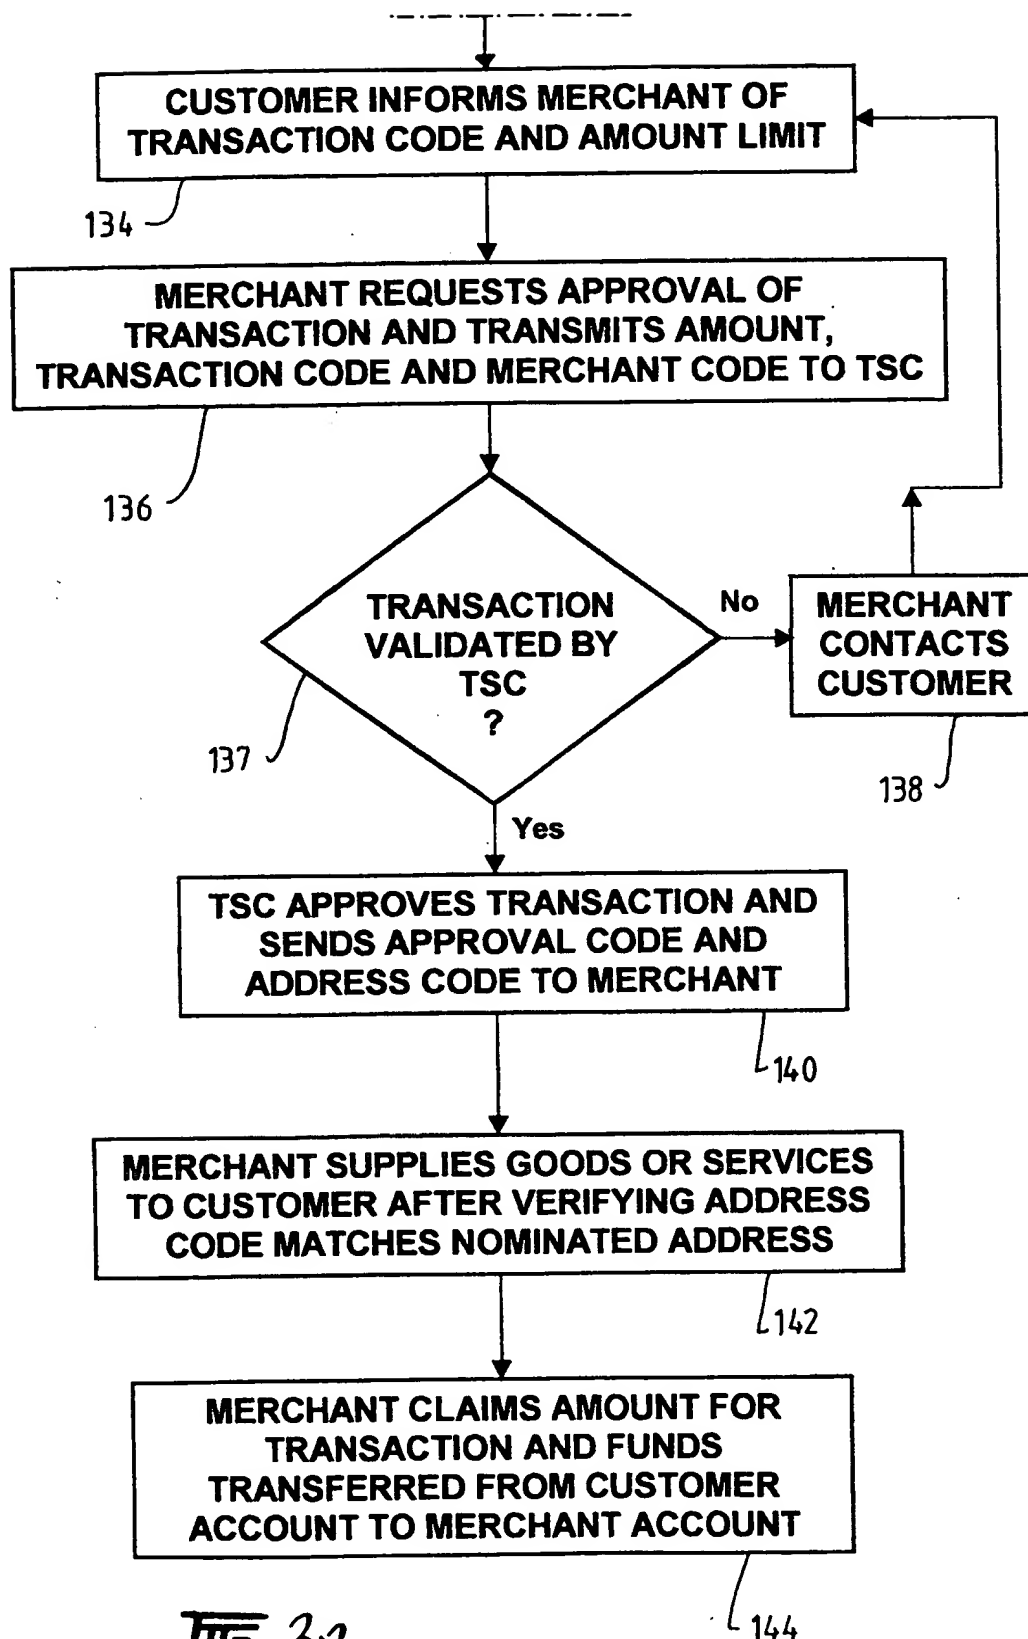 CUSTOMER INFORMS MERCHANT OF
TRANSACTION CODE AND AMOUNT LIMIT
134
MERCHANT REQUESTS APPROVAL OF
TRANSACTION AND TRANSMITS AMOUNT,
TRANSACTION CODE AND MERCHANT CODE TO TSC
136
TRANSACTION
VALIDATED BY
TSC
?
No
MERCHANT
CONTACTS
CUSTOMER
137
138
Yes
TSC APPROVES TRANSACTION AND
SENDS APPROVAL CODE AND
ADDRESS CODE TO MERCHANT
140
MERCHANT SUPPLIES GOODS OR SERVICES
TO CUSTOMER AFTER VERIFYING ADDRESS
CODE MATCHES NOMINATED ADDRESS
142
MERCHANT CLAIMS AMOUNT FOR
TRANSACTION AND FUNDS
TRANSFERRED FROM CUSTOMER
ACCOUNT TO MERCHANT ACCOUNT
144